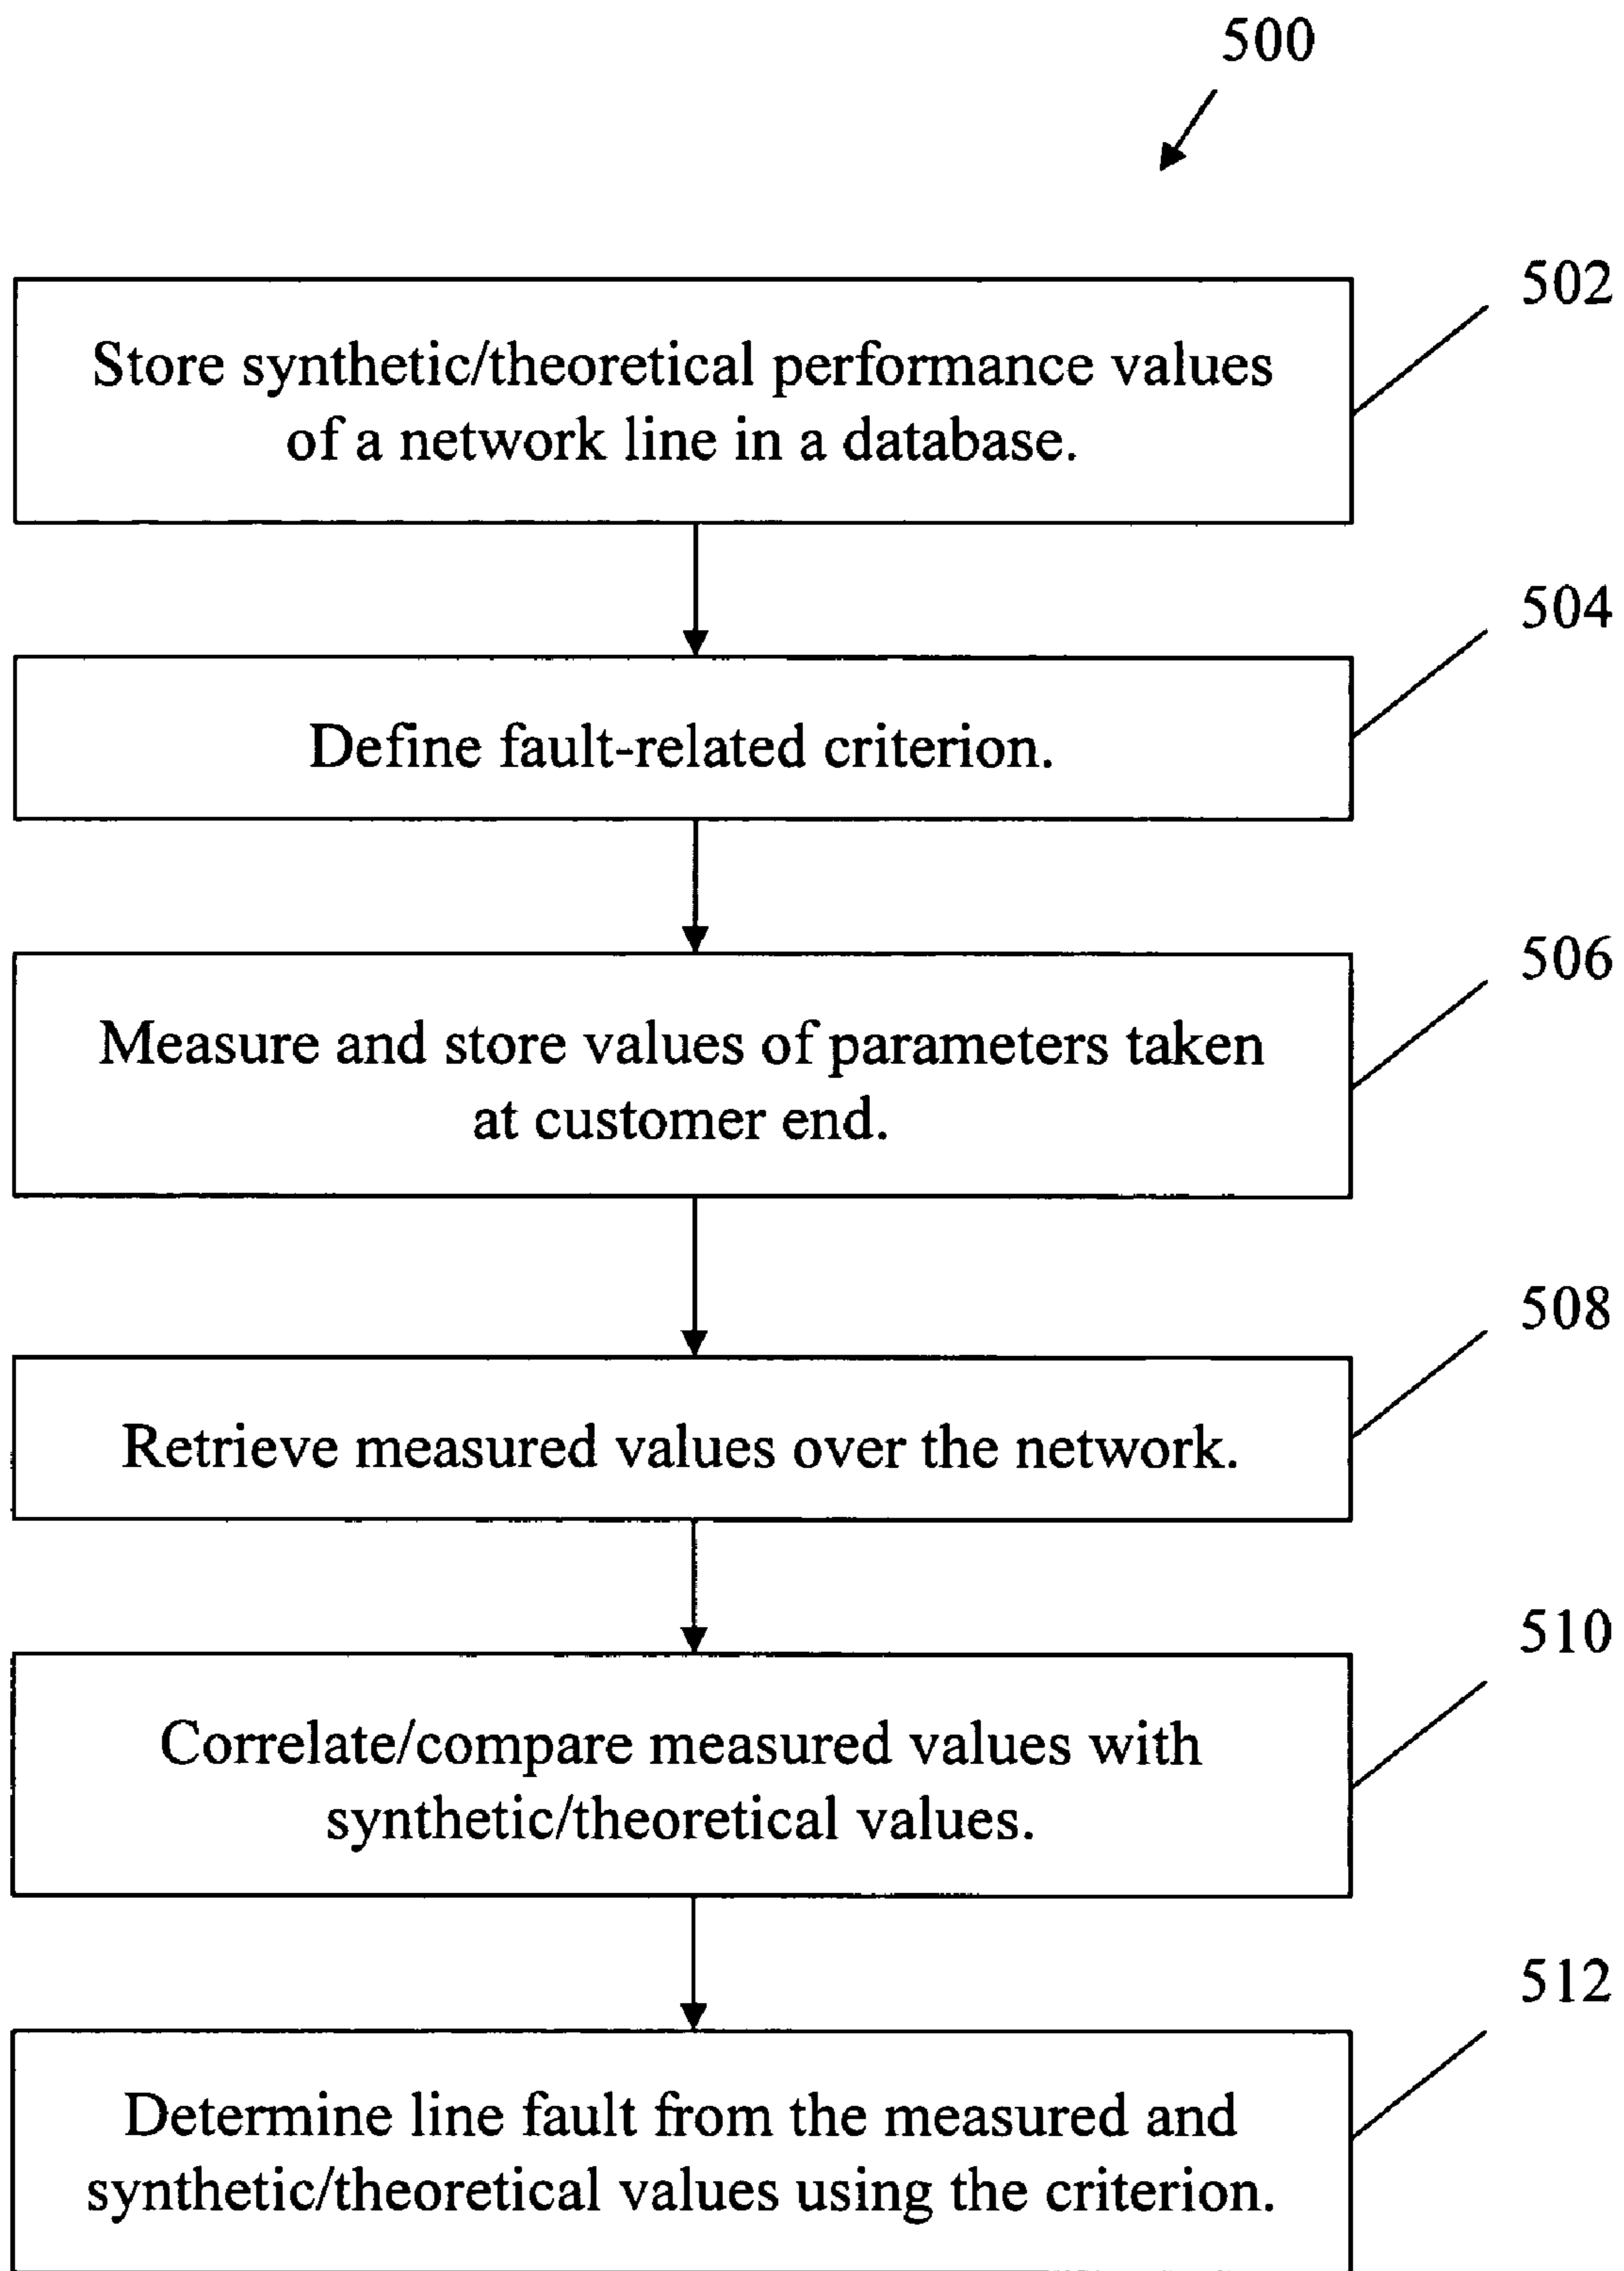 500
502
Store synthetic/theoretical performance values
of a network line in a database.
504
Define fault-related criterion.
506
Measure and store values of parameters taken
at customer end.
508
Retrieve measured values over the network.
510
Correlate/compare measured values with
synthetic/theoretical values.
512
Determine line fault from the measured and
synthetic/theoretical values using the criterion.